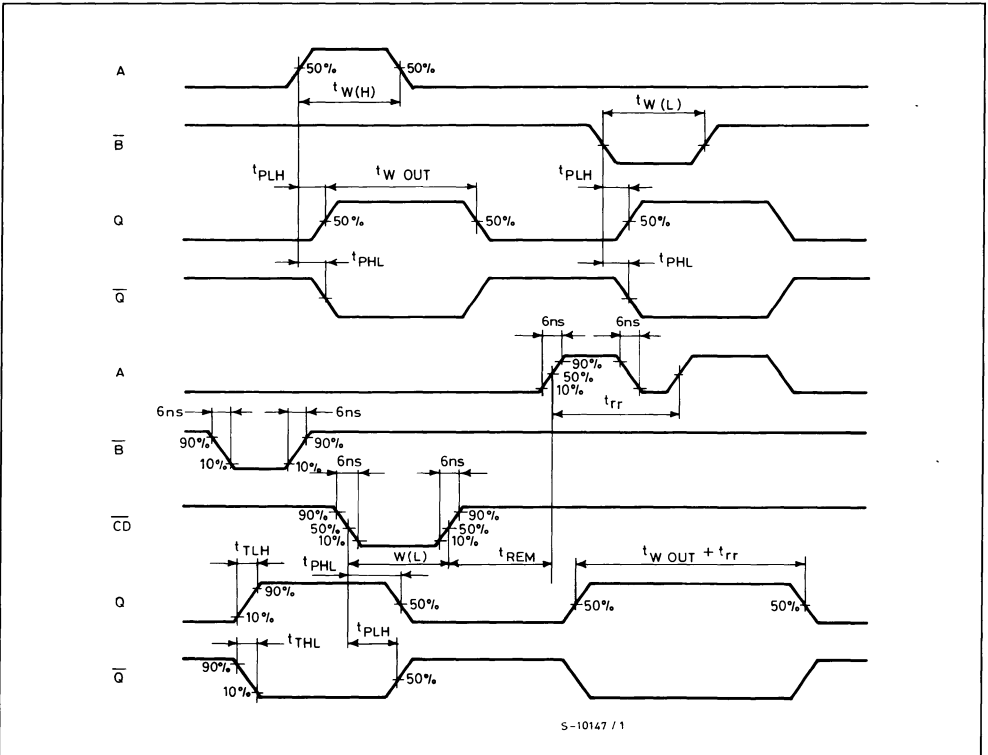 A
50%
50%
t W(H)
t W(L)
B
t PLH
t W OUT
t PLH
Q
50%
50%
50%
t PHL
t PHL
Q
6ns
6ns
A
90%
50%
10%
t rr
6ns
6ns
B
90%
90%
10%
10%
6ns
6ns
CD
90%
50%
10%
90%
50%
10%
t TLH
t PHL
W(L)
t REM
t W OUT + t rr
Q
90%
10%
50%
50%
50%
t THL
t PLH
Q
90%
10%
50%
S-10147 / 1